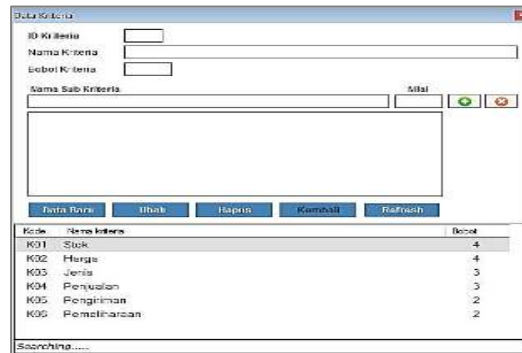 Data Kriteria
ID Kriteria
Nama Kriteria
Bobot Kriteria
Nama Sub Kriteria Nilai
Data Baru Ubah Hapus Kembali Refresh
Kode Nama kriteria Bobot
K01 Stok 4
K02 Harga 4
K03 Jenis 3
K04 Penjualan 3
K05 Pengiriman 2
K06 Pemeliharaan 2
Searching.....